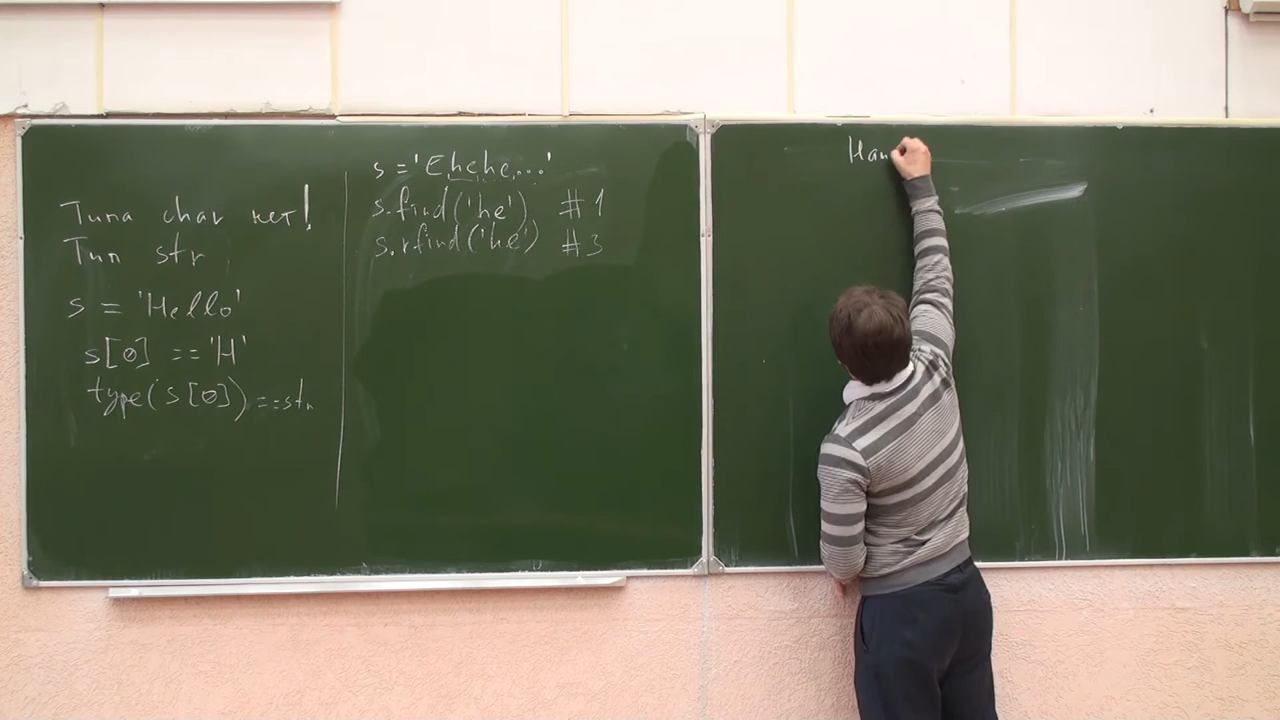 Типа char нет!
Тип str
s = 'Hello'
s[0] == 'H'
type(s[0]) == str
s = 'Ehehe...'
s.find('he') #1
s.rfind('he') #3